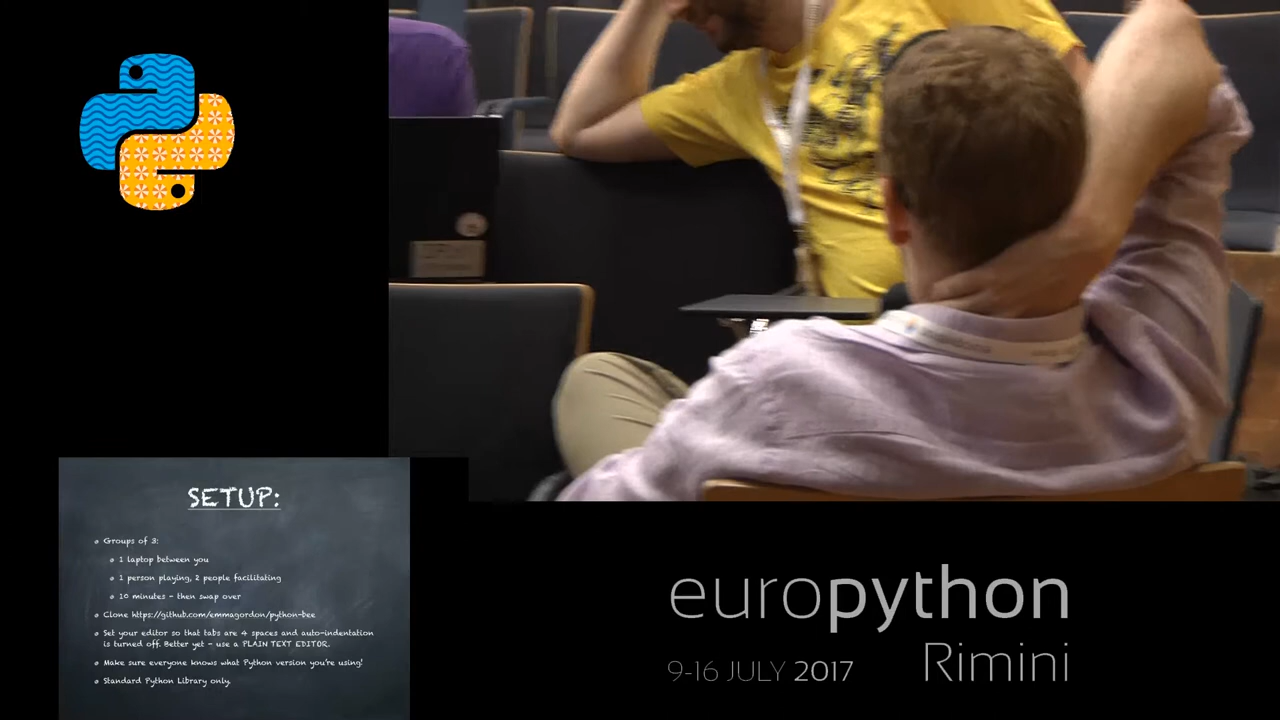 SETUP:
Groups of 3:
1 laptop between you
1 person playing, 2 people facilitating
10 minutes - then swap over
Clone https://github.com/emmagordon/python-bee
Set your editor so that tabs are 4 spaces and auto-indentation
is turned off. Better yet - use a PLAIN TEXT EDITOR.
Make sure everyone knows what Python version you're using!
Standard Python Library only.
europython
9-16 JULY 2017
Rimini